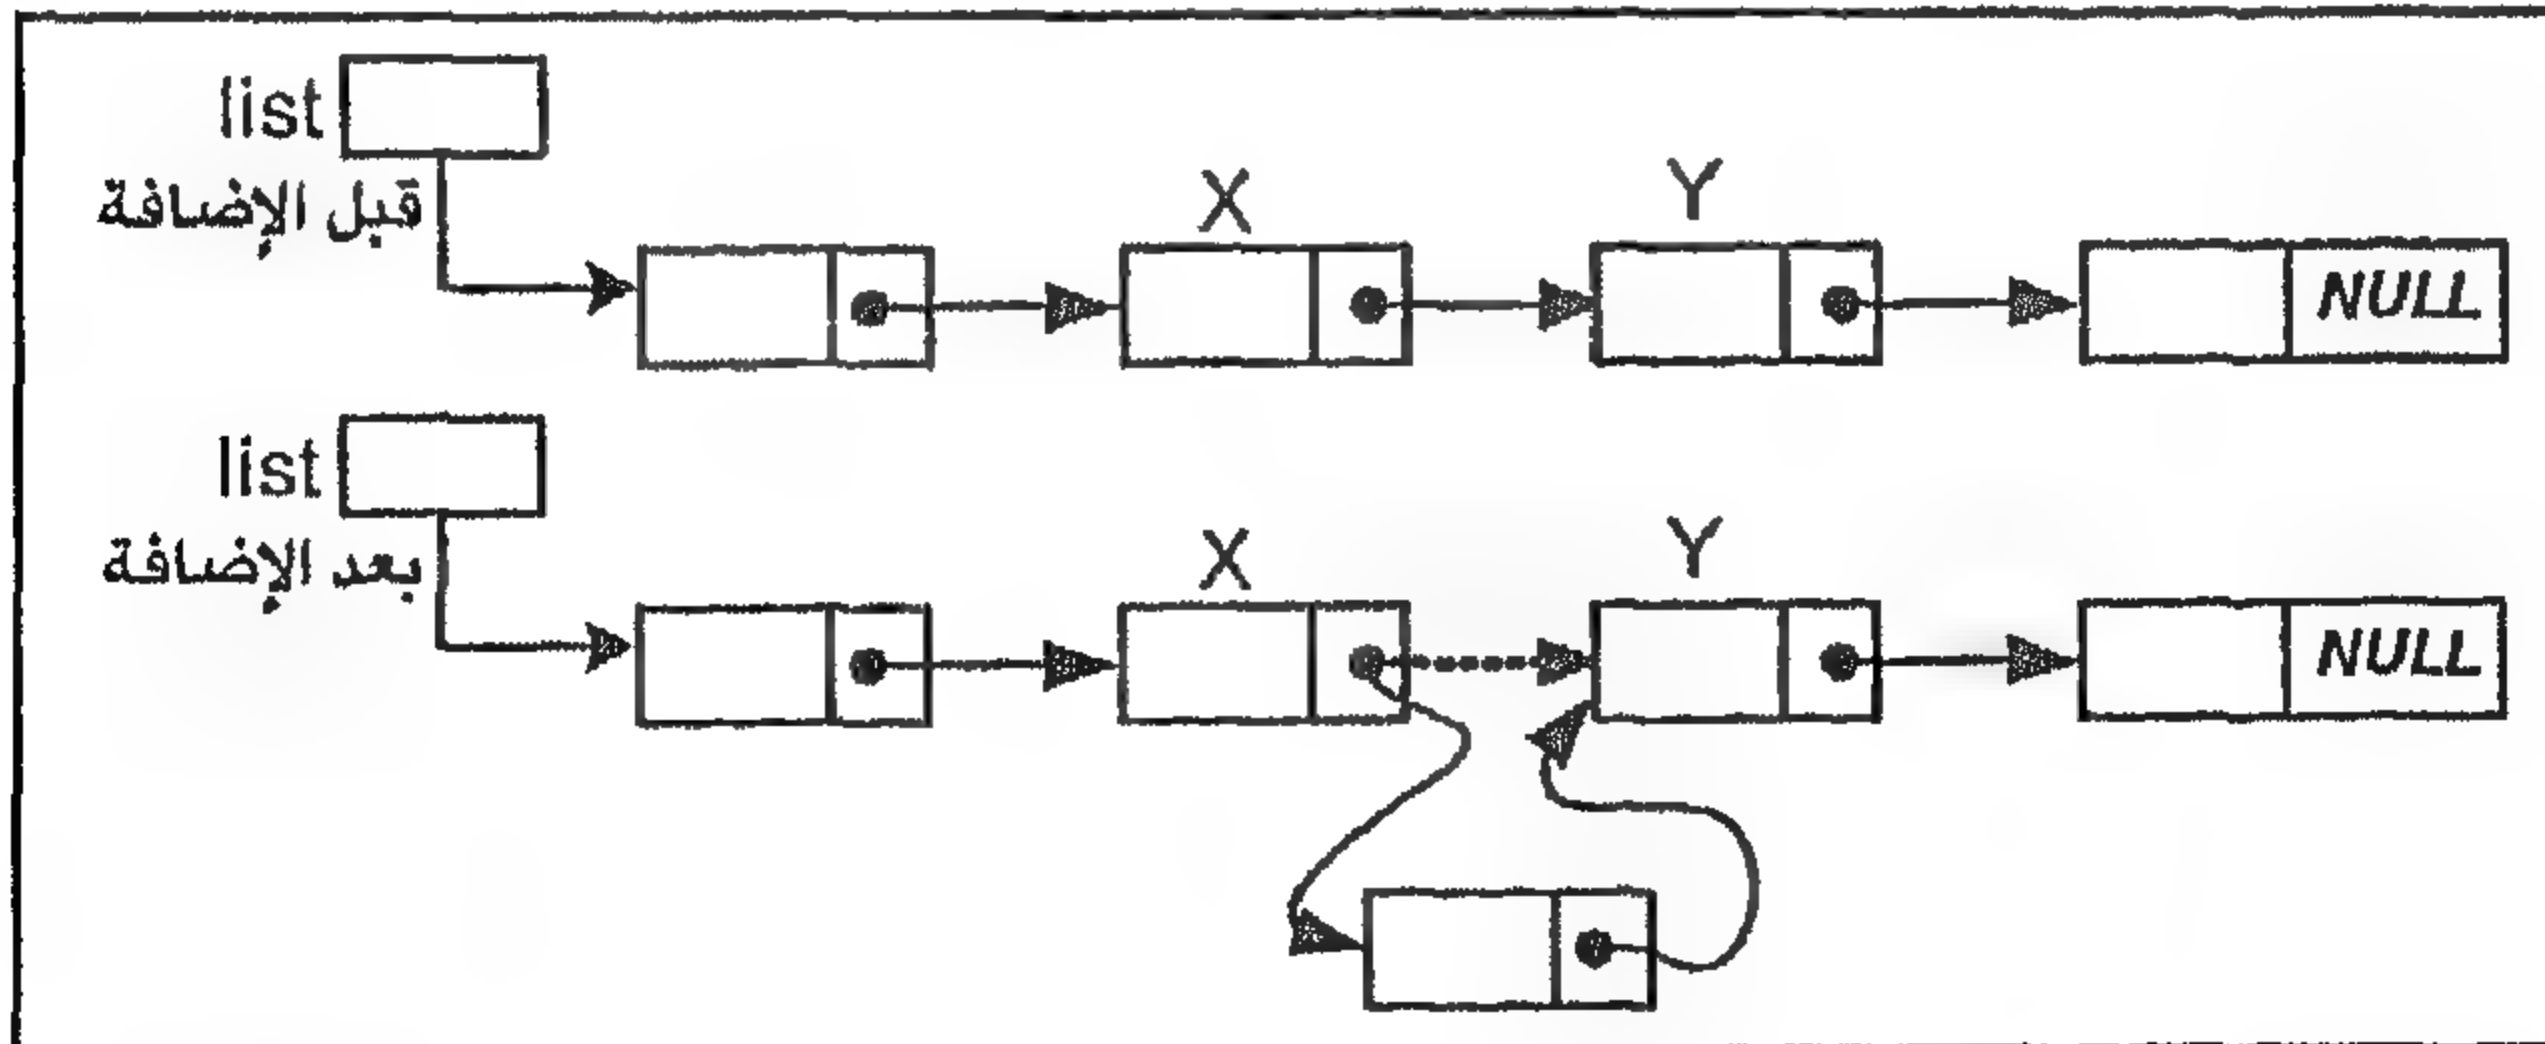 list
قبل الإضافة
X
Y
NULL
list
بعد الإضافة
X
Y
NULL